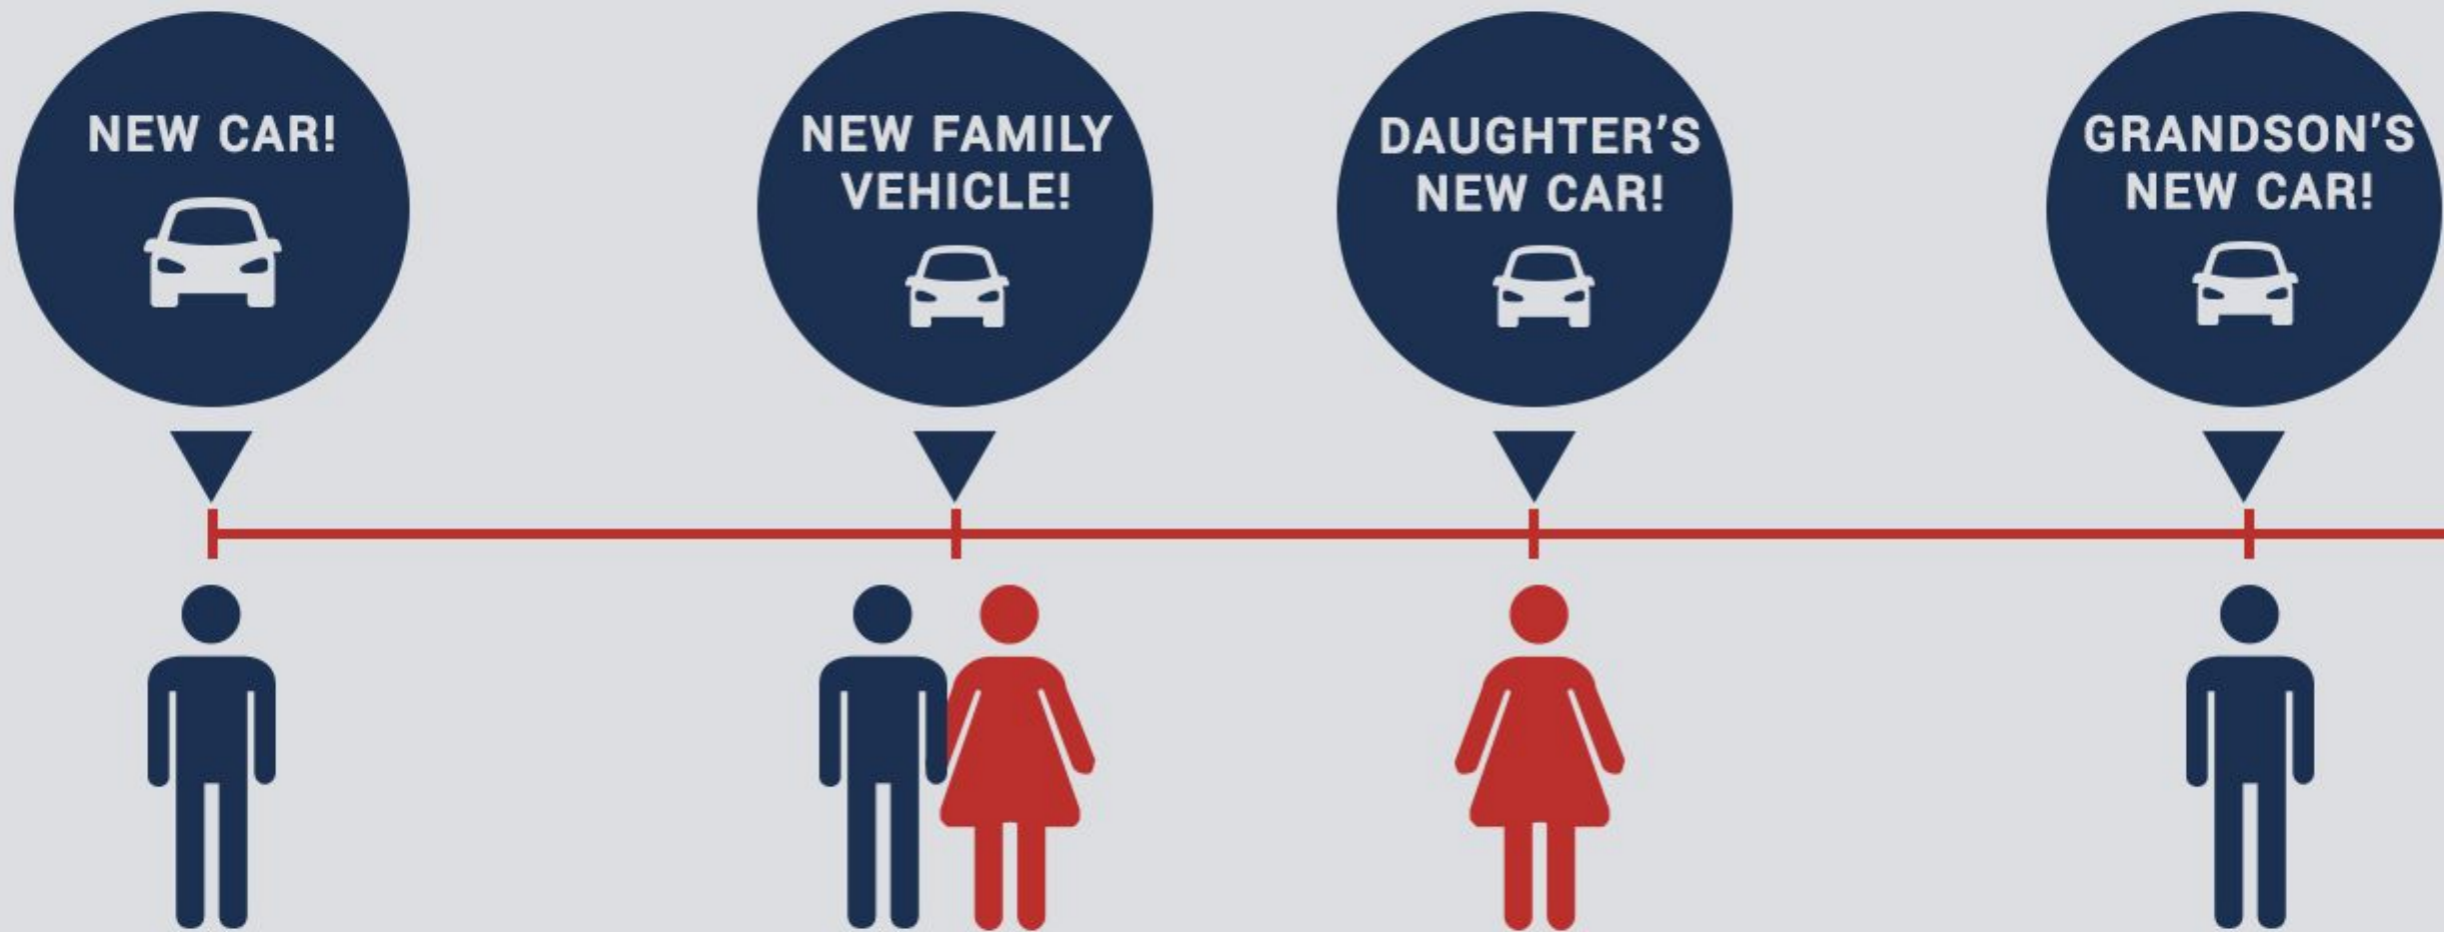 NEW CAR!
NEW FAMILY
VEHICLE!
DAUGHTER'S
NEW CAR!
GRANDSON'S
NEW CAR!